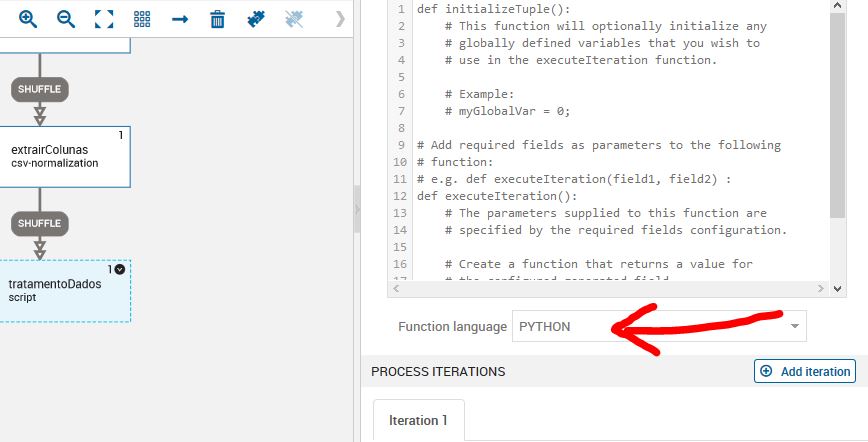 SHUFFLE
1
extrairColunas
csv-normalization
SHUFFLE
1
tratamentoDados
script
1 def initializeTuple():
2 # This function will optionally initialize any
3 # globally defined variables that you wish to
4 # use in the executeIteration function.
5
6 # Example:
7 # myGlobalVar = 0;
8
9 # Add required fields as parameters to the following
10 # function:
11 # e.g. def executeIteration(field1, field2) :
12 def executeIteration():
13 # The parameters supplied to this function are
14 # specified by the required fields configuration.
15
16 # Create a function that returns a value for
17 # the configured generated field
Function language PYTHON
PROCESS ITERATIONS
Add iteration
Iteration 1